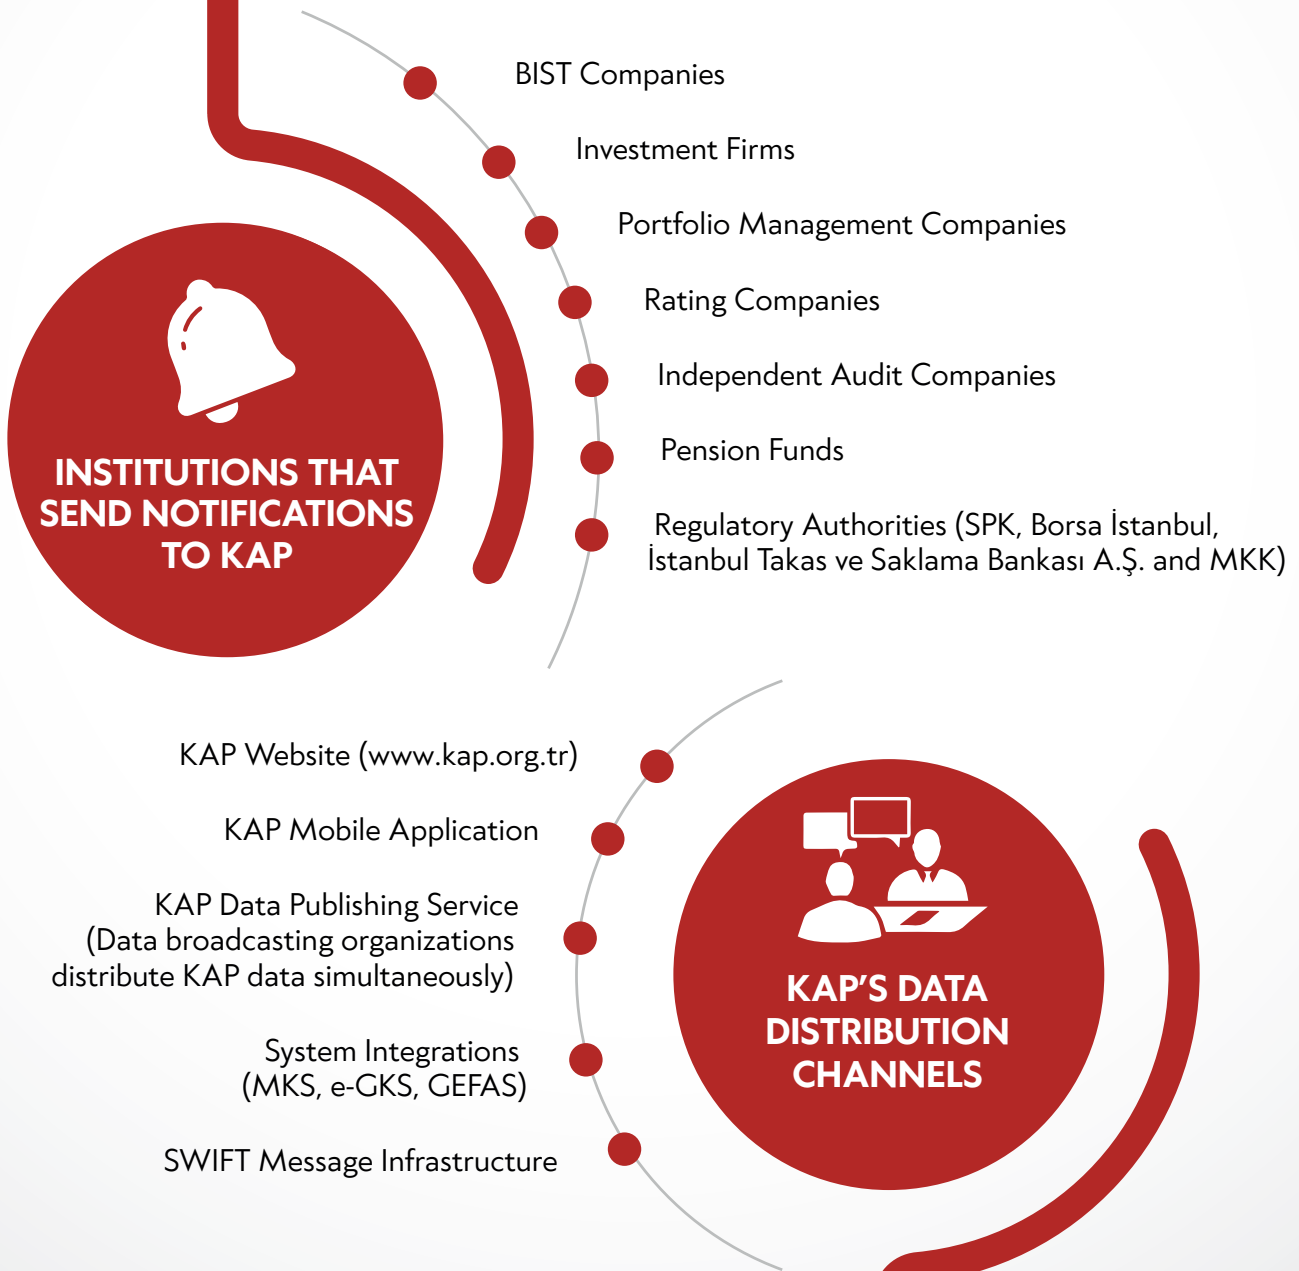 BIST Companies
Investment Firms
Portfolio Management Companies
Rating Companies
Independent Audit Companies
Pension Funds
Regulatory Authorities (SPK, Borsa İstanbul,
İstanbul Takas ve Saklama Bankası A.Ş. and MKK)
INSTITUTIONS THAT
SEND NOTIFICATIONS
TO KAP
KAP Website (www.kap.org.tr)
KAP Mobile Application
KAP Data Publishing Service
(Data broadcasting organizations
distribute KAP data simultaneously)
System Integrations
(MKS, e-GKS, GEFAS)
SWIFT Message Infrastructure
KAP’S DATA
DISTRIBUTION
CHANNELS